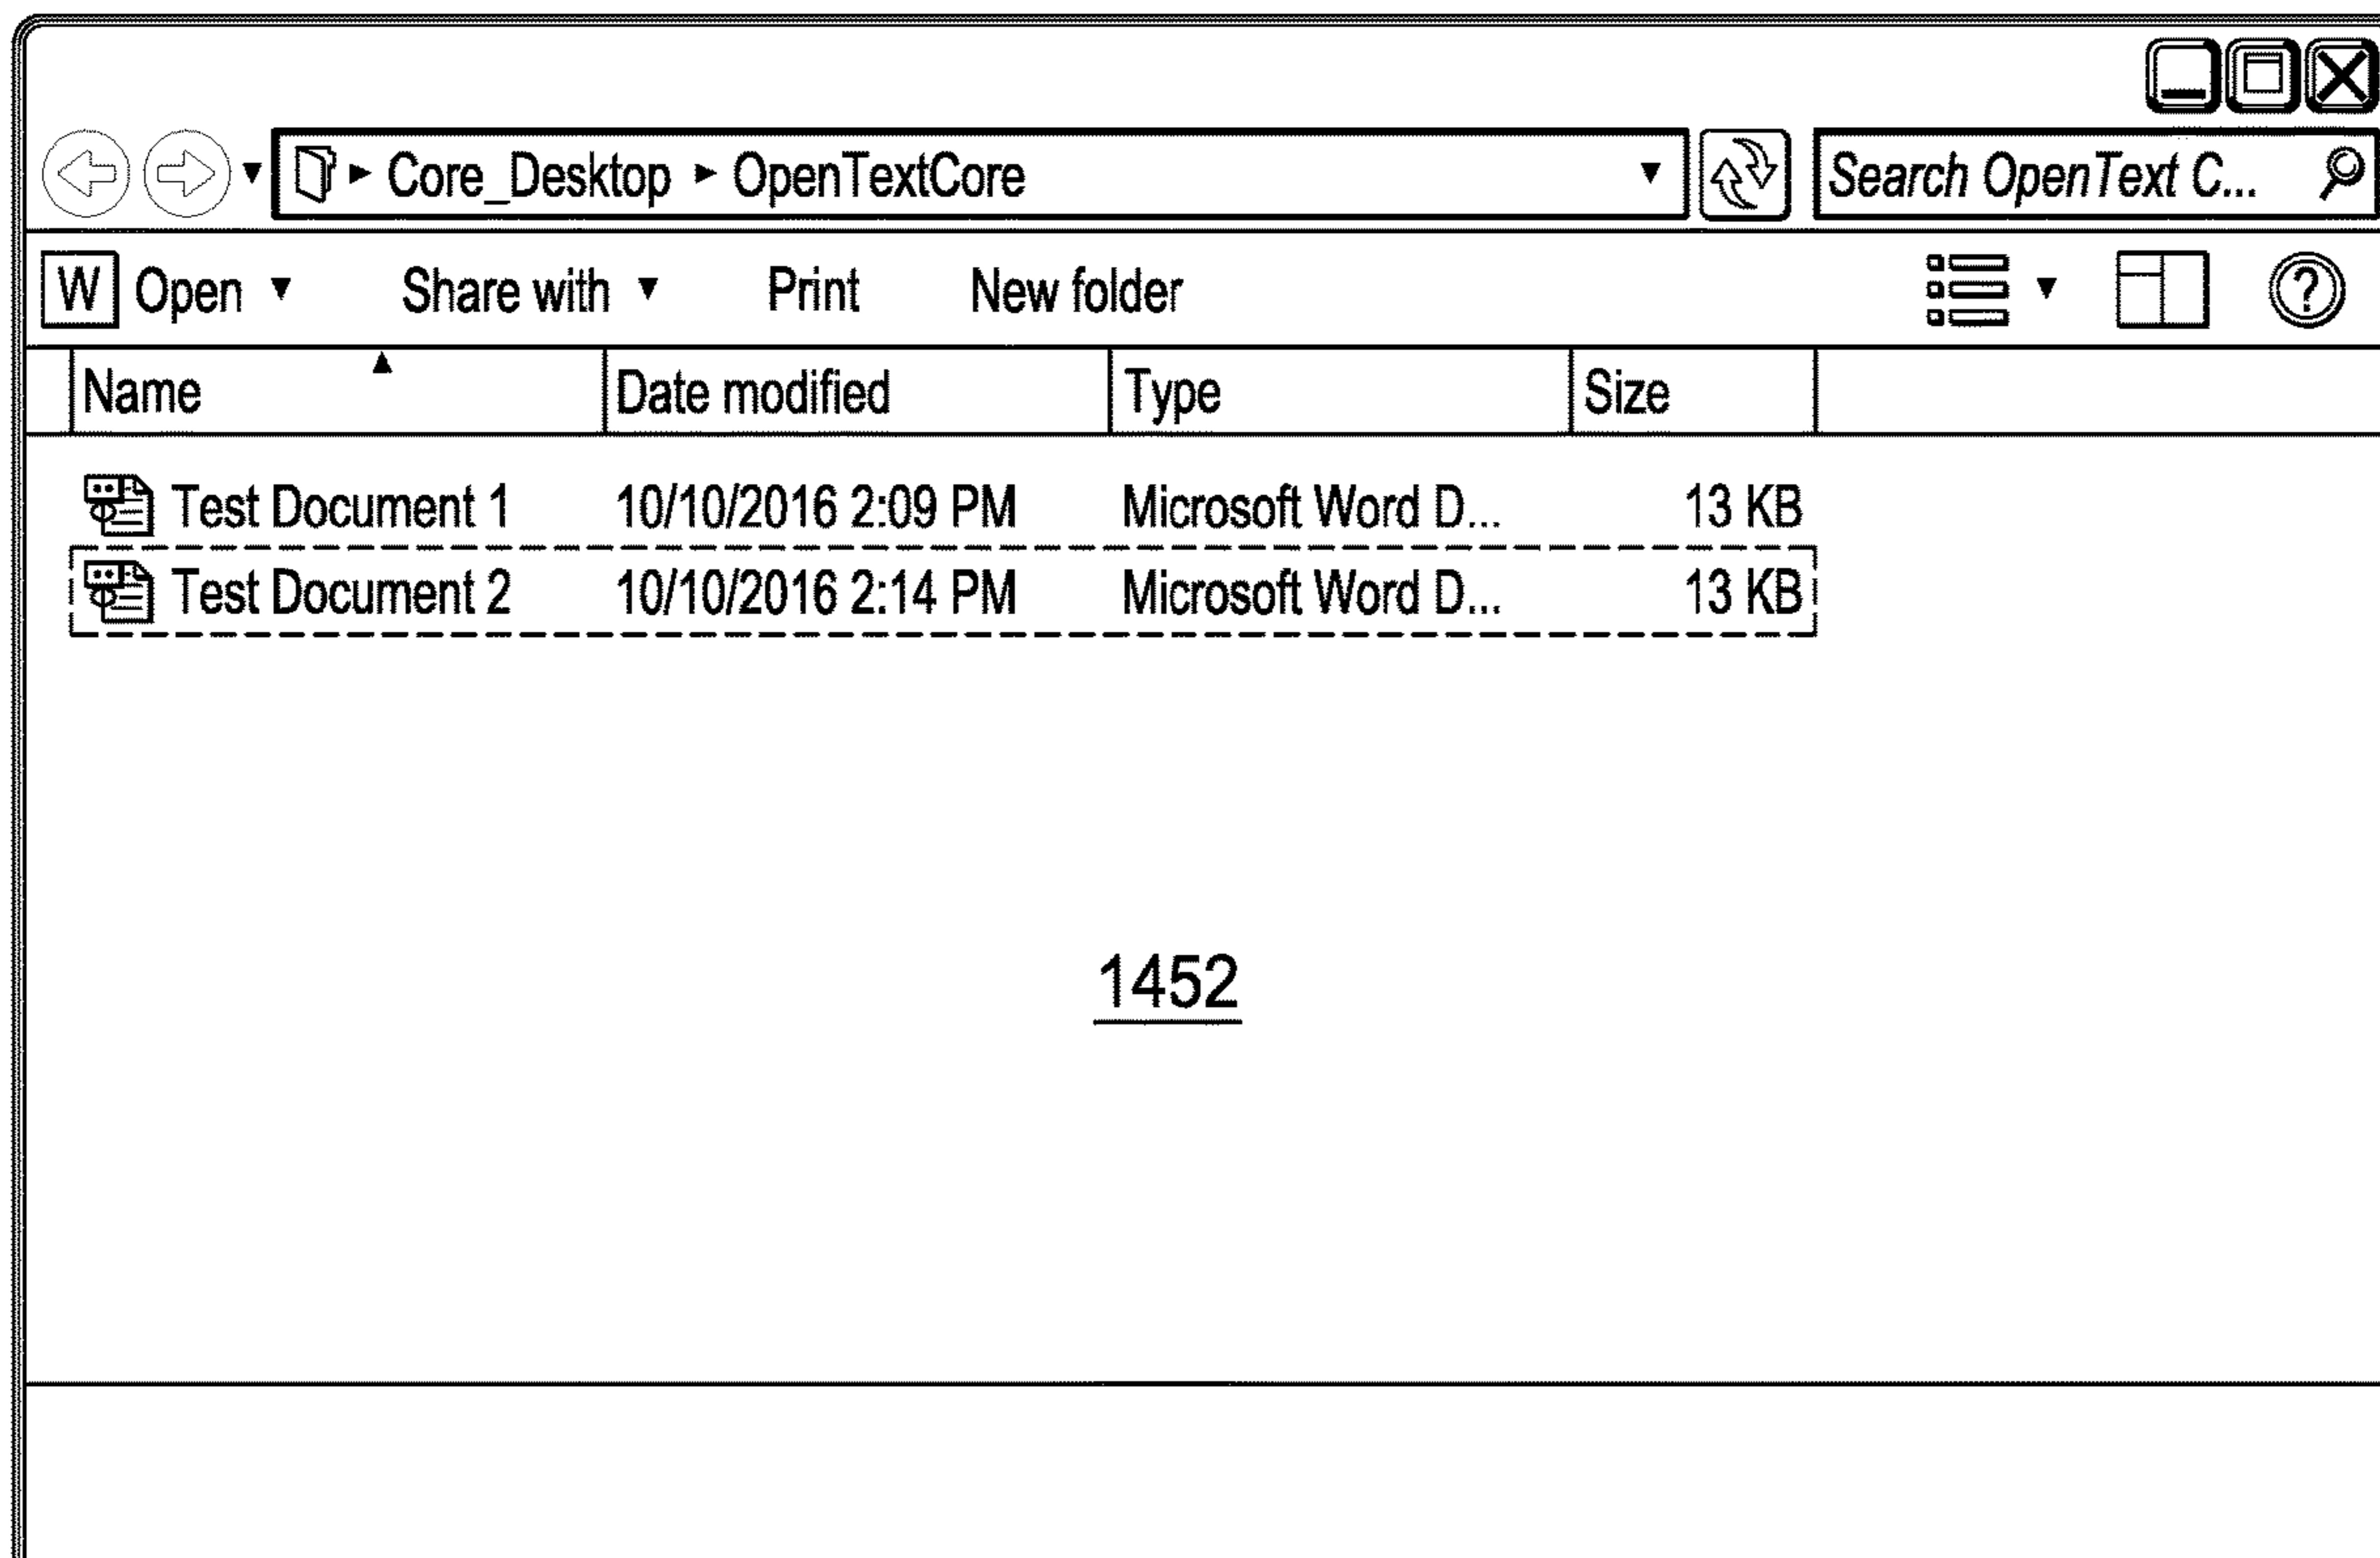 Core_Desktop ▸ OpenTextCore Search OpenText C...
W Open ▾ Share with ▾ Print New folder ?
Name Date modified Type Size
Test Document 1 10/10/2016 2:09 PM Microsoft Word D... 13 KB
Test Document 2 10/10/2016 2:14 PM Microsoft Word D... 13 KB
1452